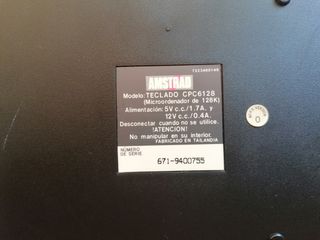 AMSTRAD
Modelo: TECLADO CPC6128
(Microordenador de 128K)
Alimentación: 5V c.c./1.7A. y
12V c.c./0.4A.
Desconectar cuando no se utilice.
!ATENCION!
No manipular en su interior.
FABRICADO EN TAILANDIA
NÚMERO
DE SERIE
671-9400755